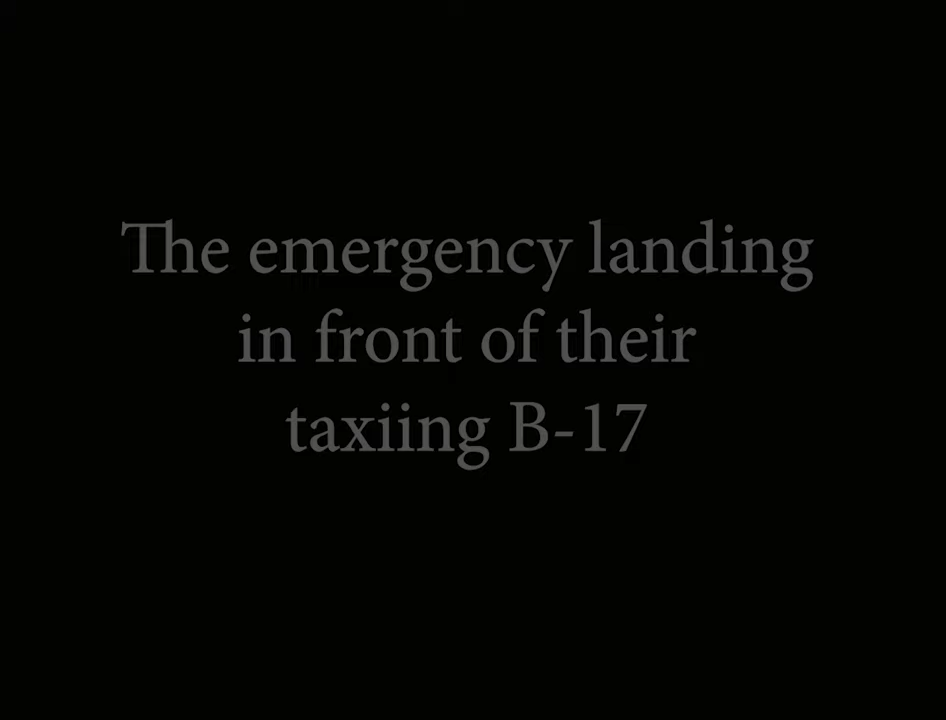 The emergency landing
in front of their
taxiing B-17